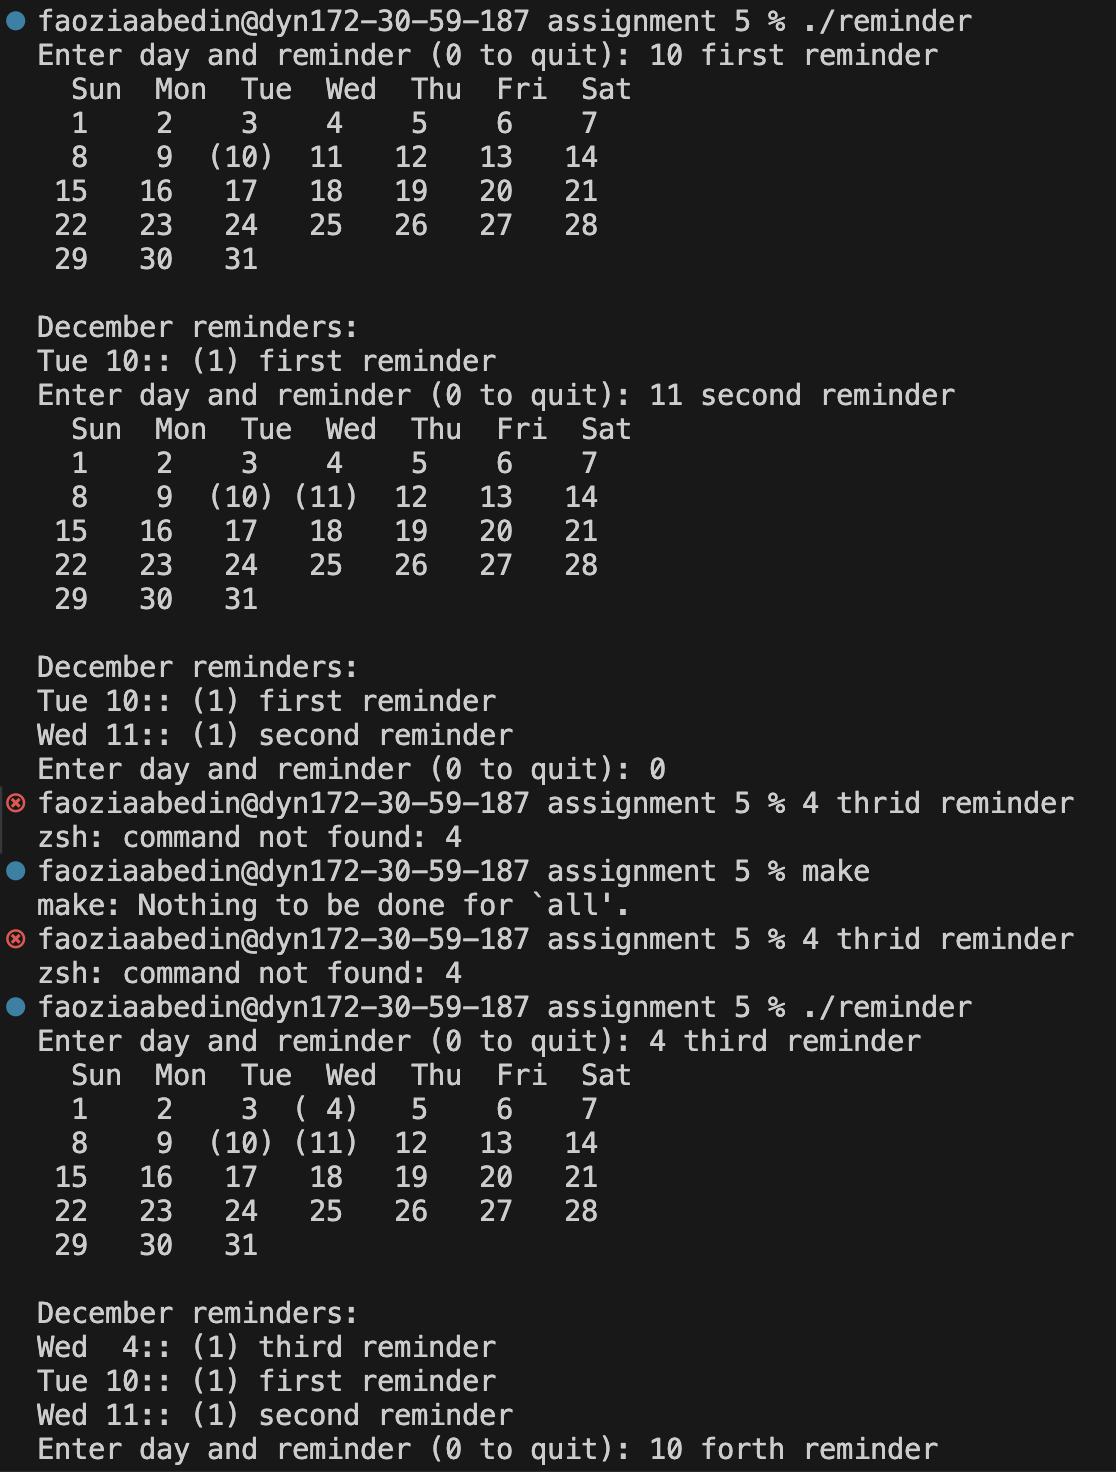 faoziaabedin@dyn172-30-59-187 assignment 5 % ./reminder
Enter day and reminder (0 to quit): 10 first reminder
  Sun  Mon  Tue  Wed  Thu  Fri  Sat
  1    2    3    4    5    6    7
  8    9  (10)  11   12   13   14
 15   16   17   18   19   20   21
 22   23   24   25   26   27   28
 29   30   31

December reminders:
Tue 10:: (1) first reminder
Enter day and reminder (0 to quit): 11 second reminder
  Sun  Mon  Tue  Wed  Thu  Fri  Sat
  1    2    3    4    5    6    7
  8    9  (10) (11)  12   13   14
 15   16   17   18   19   20   21
 22   23   24   25   26   27   28
 29   30   31

December reminders:
Tue 10:: (1) first reminder
Wed 11:: (1) second reminder
Enter day and reminder (0 to quit): 0
faoziaabedin@dyn172-30-59-187 assignment 5 % 4 thrid reminder
zsh: command not found: 4
faoziaabedin@dyn172-30-59-187 assignment 5 % make
make: Nothing to be done for `all'.
faoziaabedin@dyn172-30-59-187 assignment 5 % 4 thrid reminder
zsh: command not found: 4
faoziaabedin@dyn172-30-59-187 assignment 5 % ./reminder
Enter day and reminder (0 to quit): 4 third reminder
  Sun  Mon  Tue  Wed  Thu  Fri  Sat
  1    2    3  ( 4)   5    6    7
  8    9  (10) (11)  12   13   14
 15   16   17   18   19   20   21
 22   23   24   25   26   27   28
 29   30   31

December reminders:
Wed  4:: (1) third reminder
Tue 10:: (1) first reminder
Wed 11:: (1) second reminder
Enter day and reminder (0 to quit): 10 forth reminder